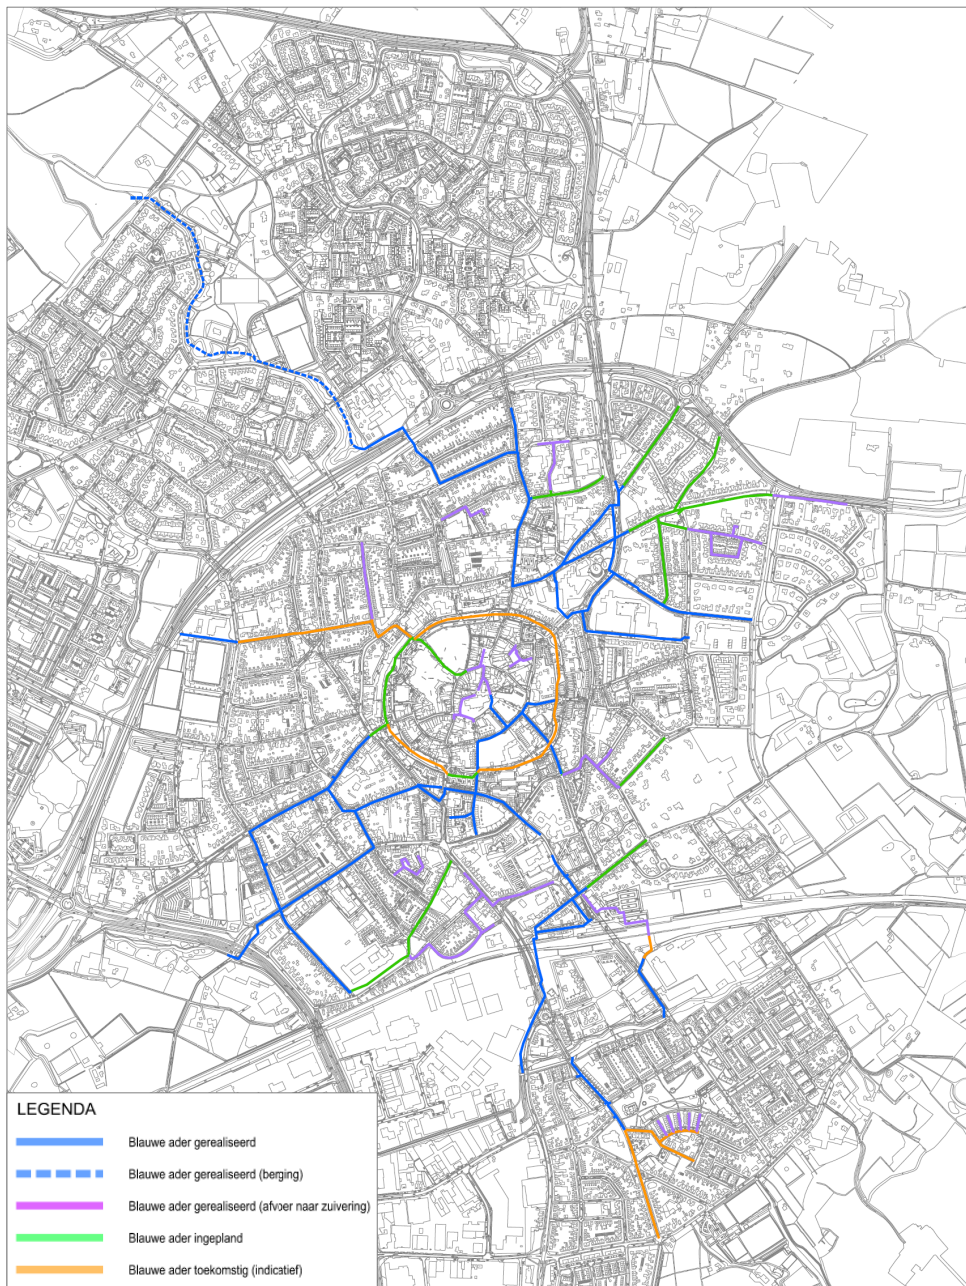 LEGENDA
Blauwe ader gerealiseerd
Blauwe ader gerealiseerd (berging)
Blauwe ader gerealiseerd (afvoer naar zuivering)
Blauwe ader ingepland
Blauwe ader toekomstig (indicatief)